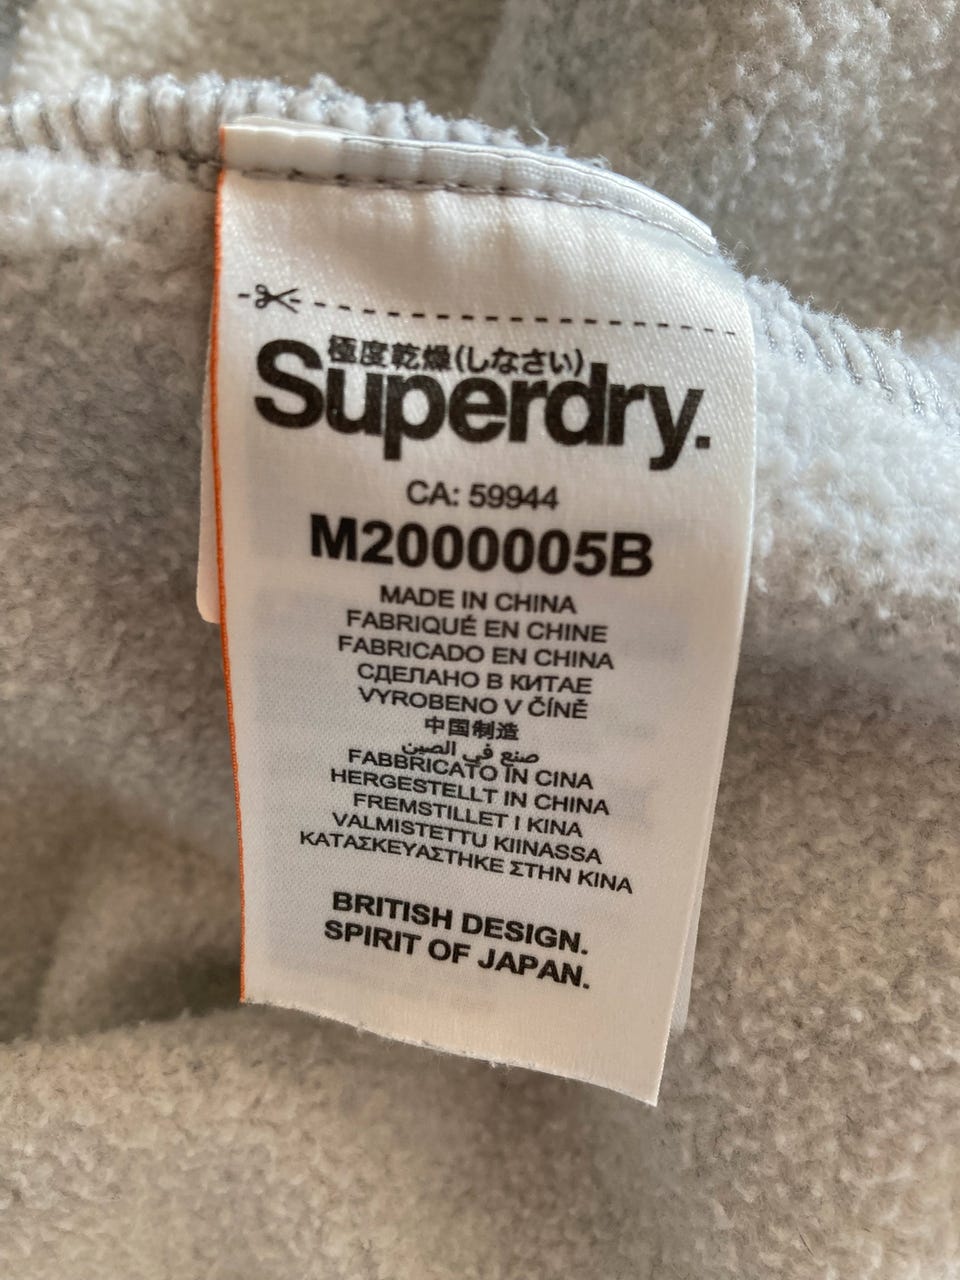 極度乾燥(しなさい)
Superdry.
CA: 59944
M2000005B
MADE IN CHINA
FABRIQUÉ EN CHINE
FABRICADO EN CHINA
СДЕЛАНО В КИТАЕ
VYROBENO V ČÍNĚ
中国制造
صنع في الصين
FABBRICATO IN CINA
HERGESTELLT IN CHINA
FREMSTILLET I KINA
VALMISTETTU KIINASSA
ΚΑΤΑΣΚΕΥΑΣΤΗΚΕ ΣΤΗΝ ΚΙΝΑ
BRITISH DESIGN.
SPIRIT OF JAPAN.